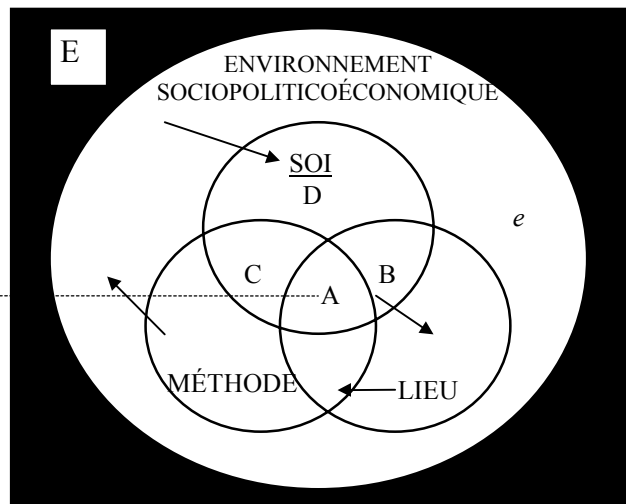 E
ENVIRONNEMENT
SOCIOPOLITICOÉCONOMIQUE
SOI
D
e
C
B
A
MÉTHODE
LIEU